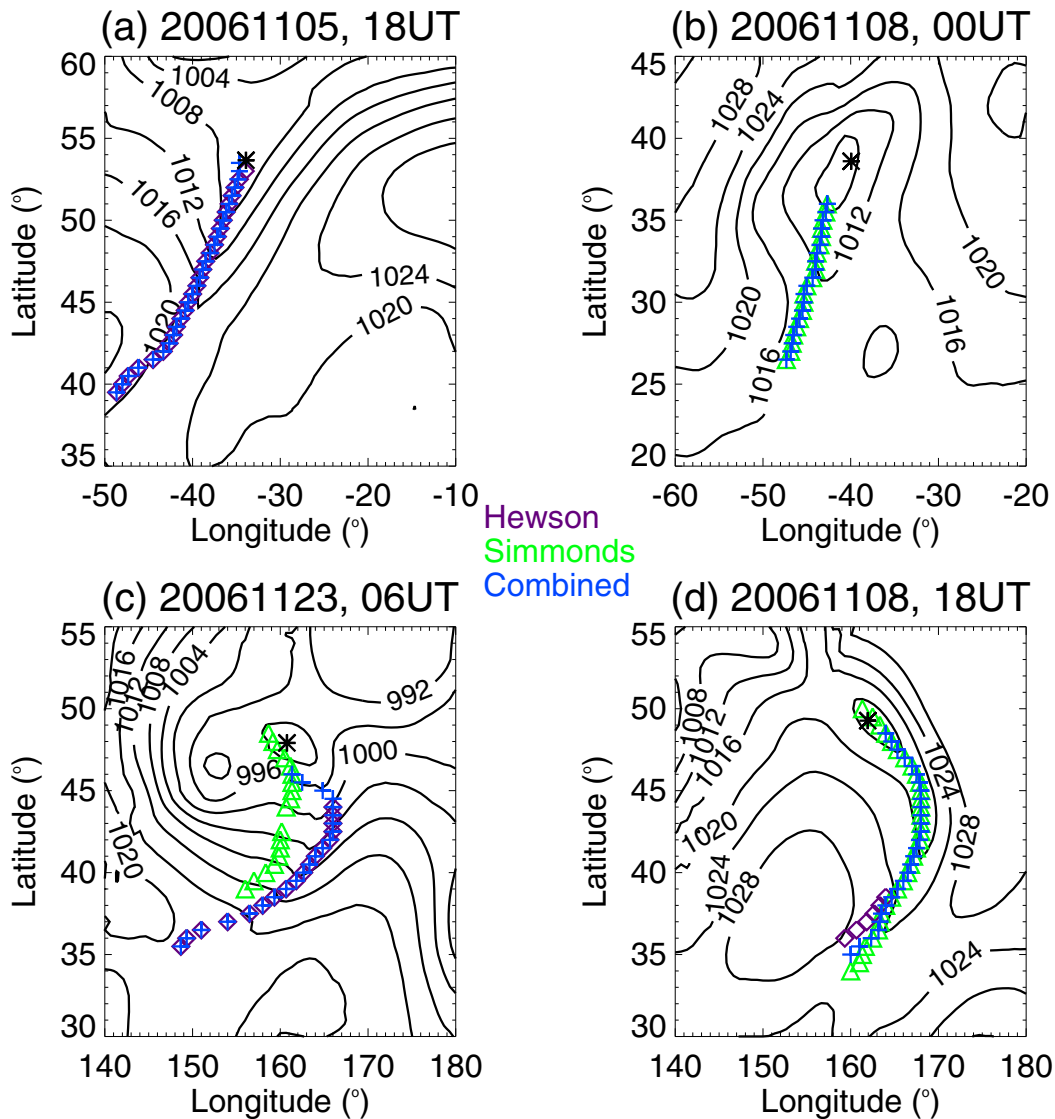 (a) 20061105, 18UT
(b) 20061108, 00UT
60
55
50
45
40
35
Latitude (°)
1004
1008
1012
1016
1020
1024
1020
-50 -40 -30 -20 -10
Longitude (°)
45
40
35
30
25
20
Latitude (°)
1028
1024
1012
1020
1016
1020
1016
-60 -50 -40 -30 -20
Longitude (°)
Hewson
Simmonds
Combined
(c) 20061123, 06UT
(d) 20061108, 18UT
55
50
45
40
35
30
Latitude (°)
1016
1012
1008
1004
992
1000
996
1020
140 150 160 170 180
Longitude (°)
55
50
45
40
35
30
Latitude (°)
1008
1012
1016
1020
1024
1028
1024
1028
1024
140 150 160 170 180
Longitude (°)